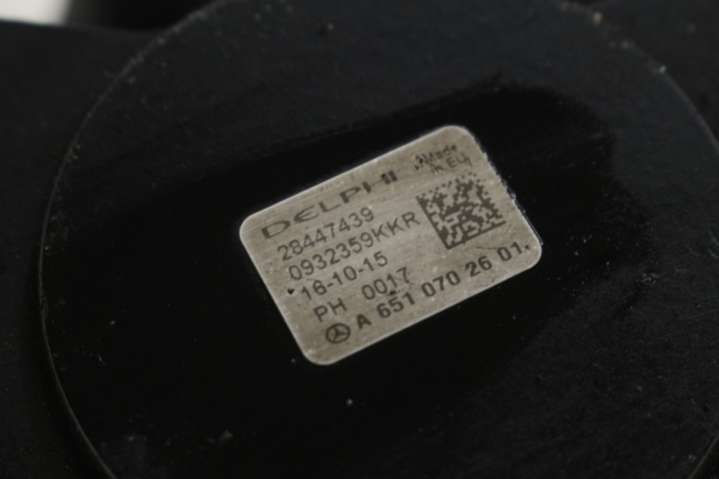 DELPHI
Made
in EU
28447439
0932359KKR
16-10-15
PH 0017
A 651 070 26 01.